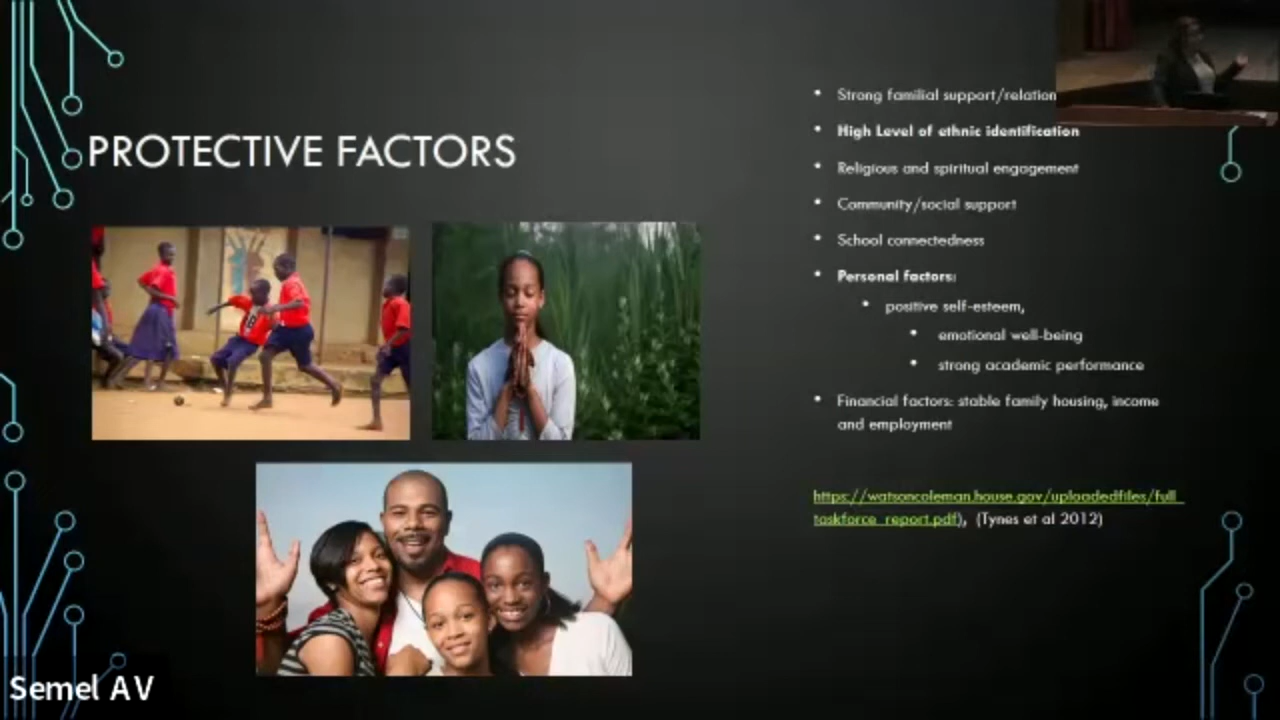 PROTECTIVE FACTORS
Strong familial support/relation
High Level of ethnic identification
Religious and spiritual engagement
Community/social support
School connectedness
Personal factors:
positive self-esteem,
emotional well-being
strong academic performance
Financial factors: stable family housing, income
and employment
https://watsoncoleman.house.gov/uploadedfiles/full_
taskforce_report.pdf), (Tynes et al 2012)
Semel AV